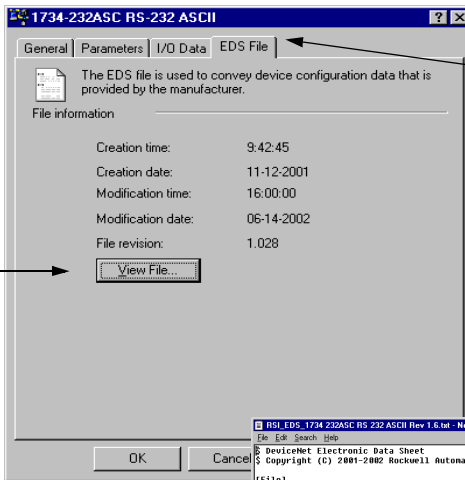 1734-232ASC RS-232 ASCII
General Parameters I/O Data EDS File
The EDS file is used to convey device configuration data that is
provided by the manufacturer.
File information
Creation time: 9:42:45
Creation date: 11-12-2001
Modification time: 16:00:00
Modification date: 06-14-2002
File revision: 1.028
View File...
RSI_EDS_1734 232ASC RS 232 ASCII Rev 1.6.txt - No
File Edit Search Help
$ DeviceNet Electronic Data Sheet
$ Copyright (C) 2001-2002 Rockwell Automa
[File]
OK Cancel